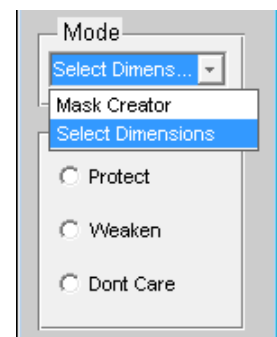 Mode
Select Dimens...
Mask Creator
Select Dimensions
Protect
Weaken
Dont Care